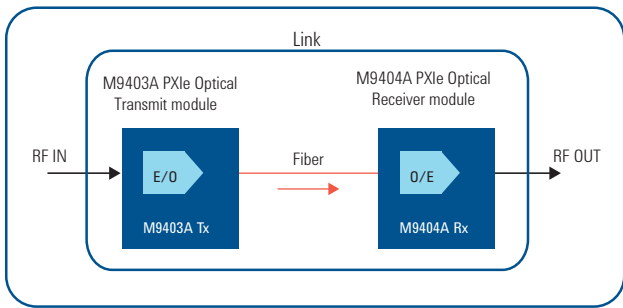 Link
M9403A PXIe Optical
Transmit module
M9404A PXIe Optical
Receiver module
RF IN
E/O
Fiber
O/E
RF OUT
M9403A Tx
M9404A Rx